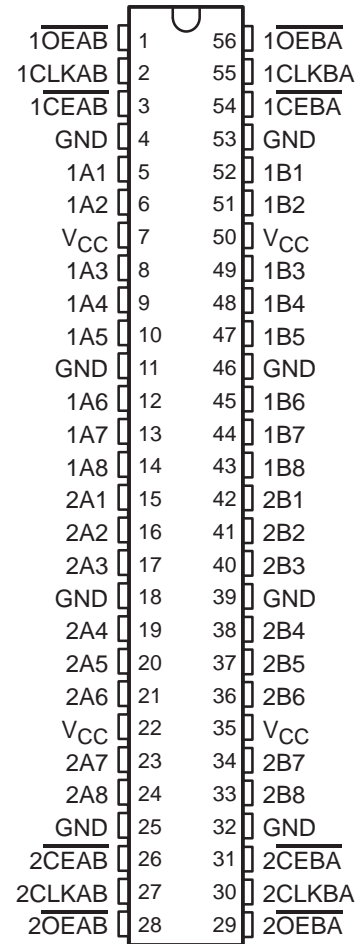 1OEAB 1 56 1OEBA
1CLKAB 2 55 1CLKBA
1CEAB 3 54 1CEBA
GND 4 53 GND
1A1 5 52 1B1
1A2 6 51 1B2
VCC 7 50 VCC
1A3 8 49 1B3
1A4 9 48 1B4
1A5 10 47 1B5
GND 11 46 GND
1A6 12 45 1B6
1A7 13 44 1B7
1A8 14 43 1B8
2A1 15 42 2B1
2A2 16 41 2B2
2A3 17 40 2B3
GND 18 39 GND
2A4 19 38 2B4
2A5 20 37 2B5
2A6 21 36 2B6
VCC 22 35 VCC
2A7 23 34 2B7
2A8 24 33 2B8
GND 25 32 GND
2CEAB 26 31 2CEBA
2CLKAB 27 30 2CLKBA
2OEAB 28 29 2OEBA